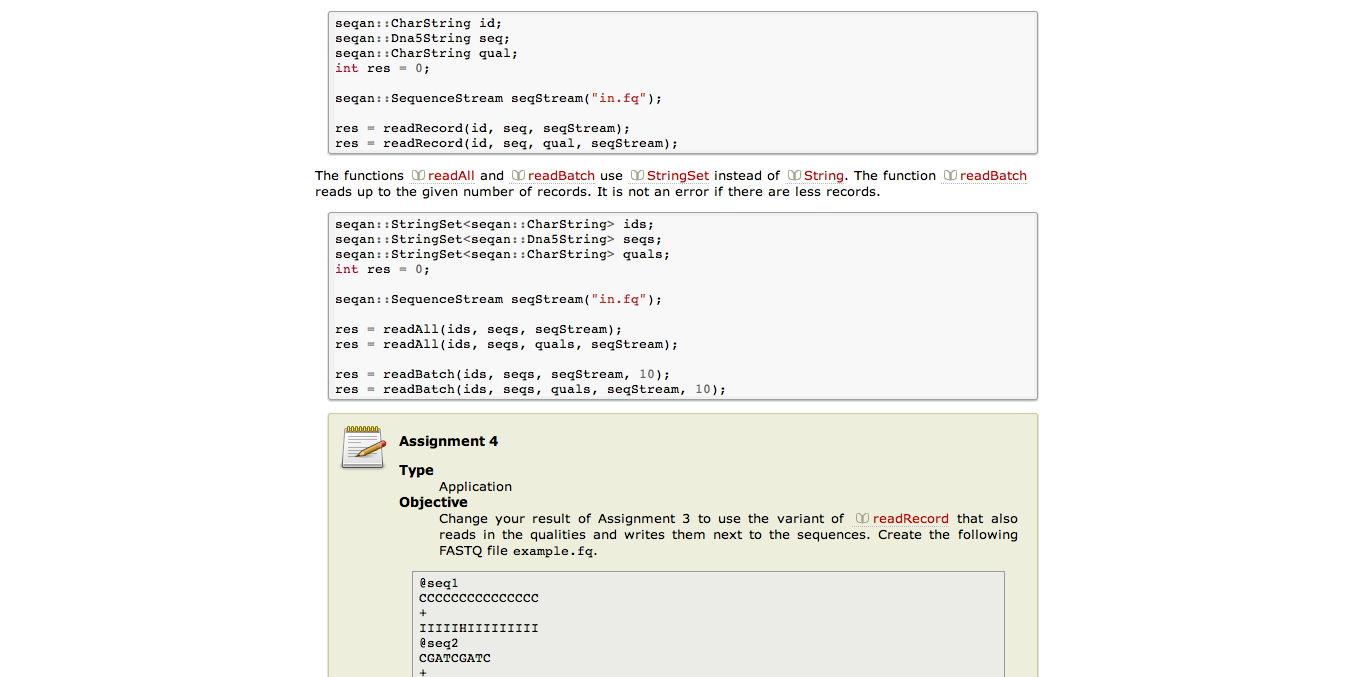 seqan::CharString id;
seqan::Dna5String seq;
seqan::CharString qual;
int res = 0;
seqan::SequenceStream seqStream("in.fq");
res = readRecord(id, seq, seqStream);
res = readRecord(id, seq, qual, seqStream);
The functions readAll and readBatch use StringSet instead of String. The function readBatch
reads up to the given number of records. It is not an error if there are less records.
seqan::StringSet<seqan::CharString> ids;
seqan::StringSet<seqan::Dna5String> seqs;
seqan::StringSet<seqan::CharString> quals;
int res = 0;
seqan::SequenceStream seqStream("in.fq");
res = readAll(ids, seqs, seqStream);
res = readAll(ids, seqs, quals, seqStream);
res = readBatch(ids, seqs, seqStream, 10);
res = readBatch(ids, seqs, quals, seqStream, 10);
Assignment 4
Type
Application
Objective
Change your result of Assignment 3 to use the variant of readRecord that also
reads in the qualities and writes them next to the sequences. Create the following
FASTQ file example.fq.
@seq1
CCCCCCCCCCCCCCC
+
IIIIIHIIIIIIIII
@seq2
CGATCGATC
+